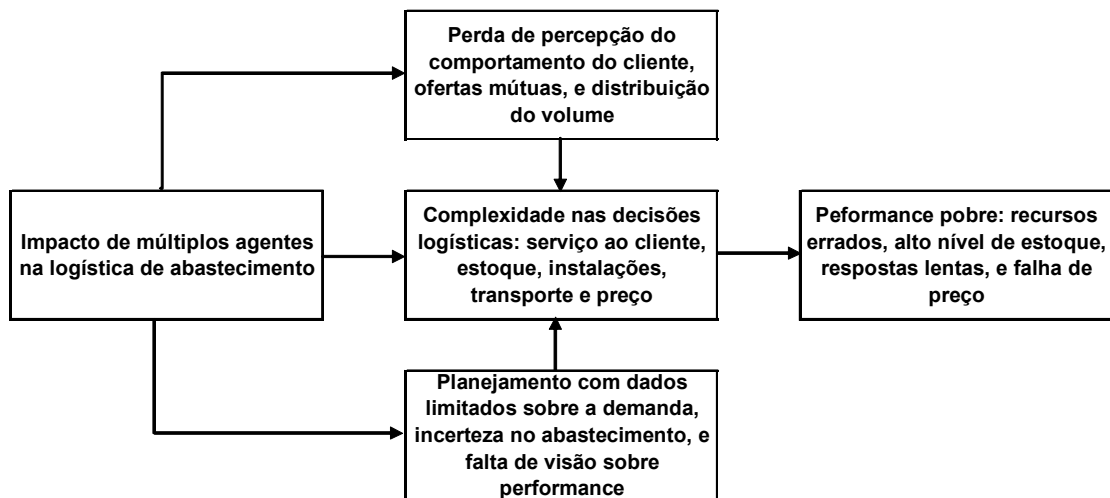 Perda de percepção do
comportamento do cliente,
ofertas mútuas, e distribuição
do volume
Impacto de múltiplos agentes
na logística de abastecimento
Complexidade nas decisões
logísticas: serviço ao cliente,
estoque, instalações,
transporte e preço
Peformance pobre: recursos
errados, alto nível de estoque,
respostas lentas, e falha de
preço
Planejamento com dados
limitados sobre a demanda,
incerteza no abastecimento, e
falta de visão sobre
performance